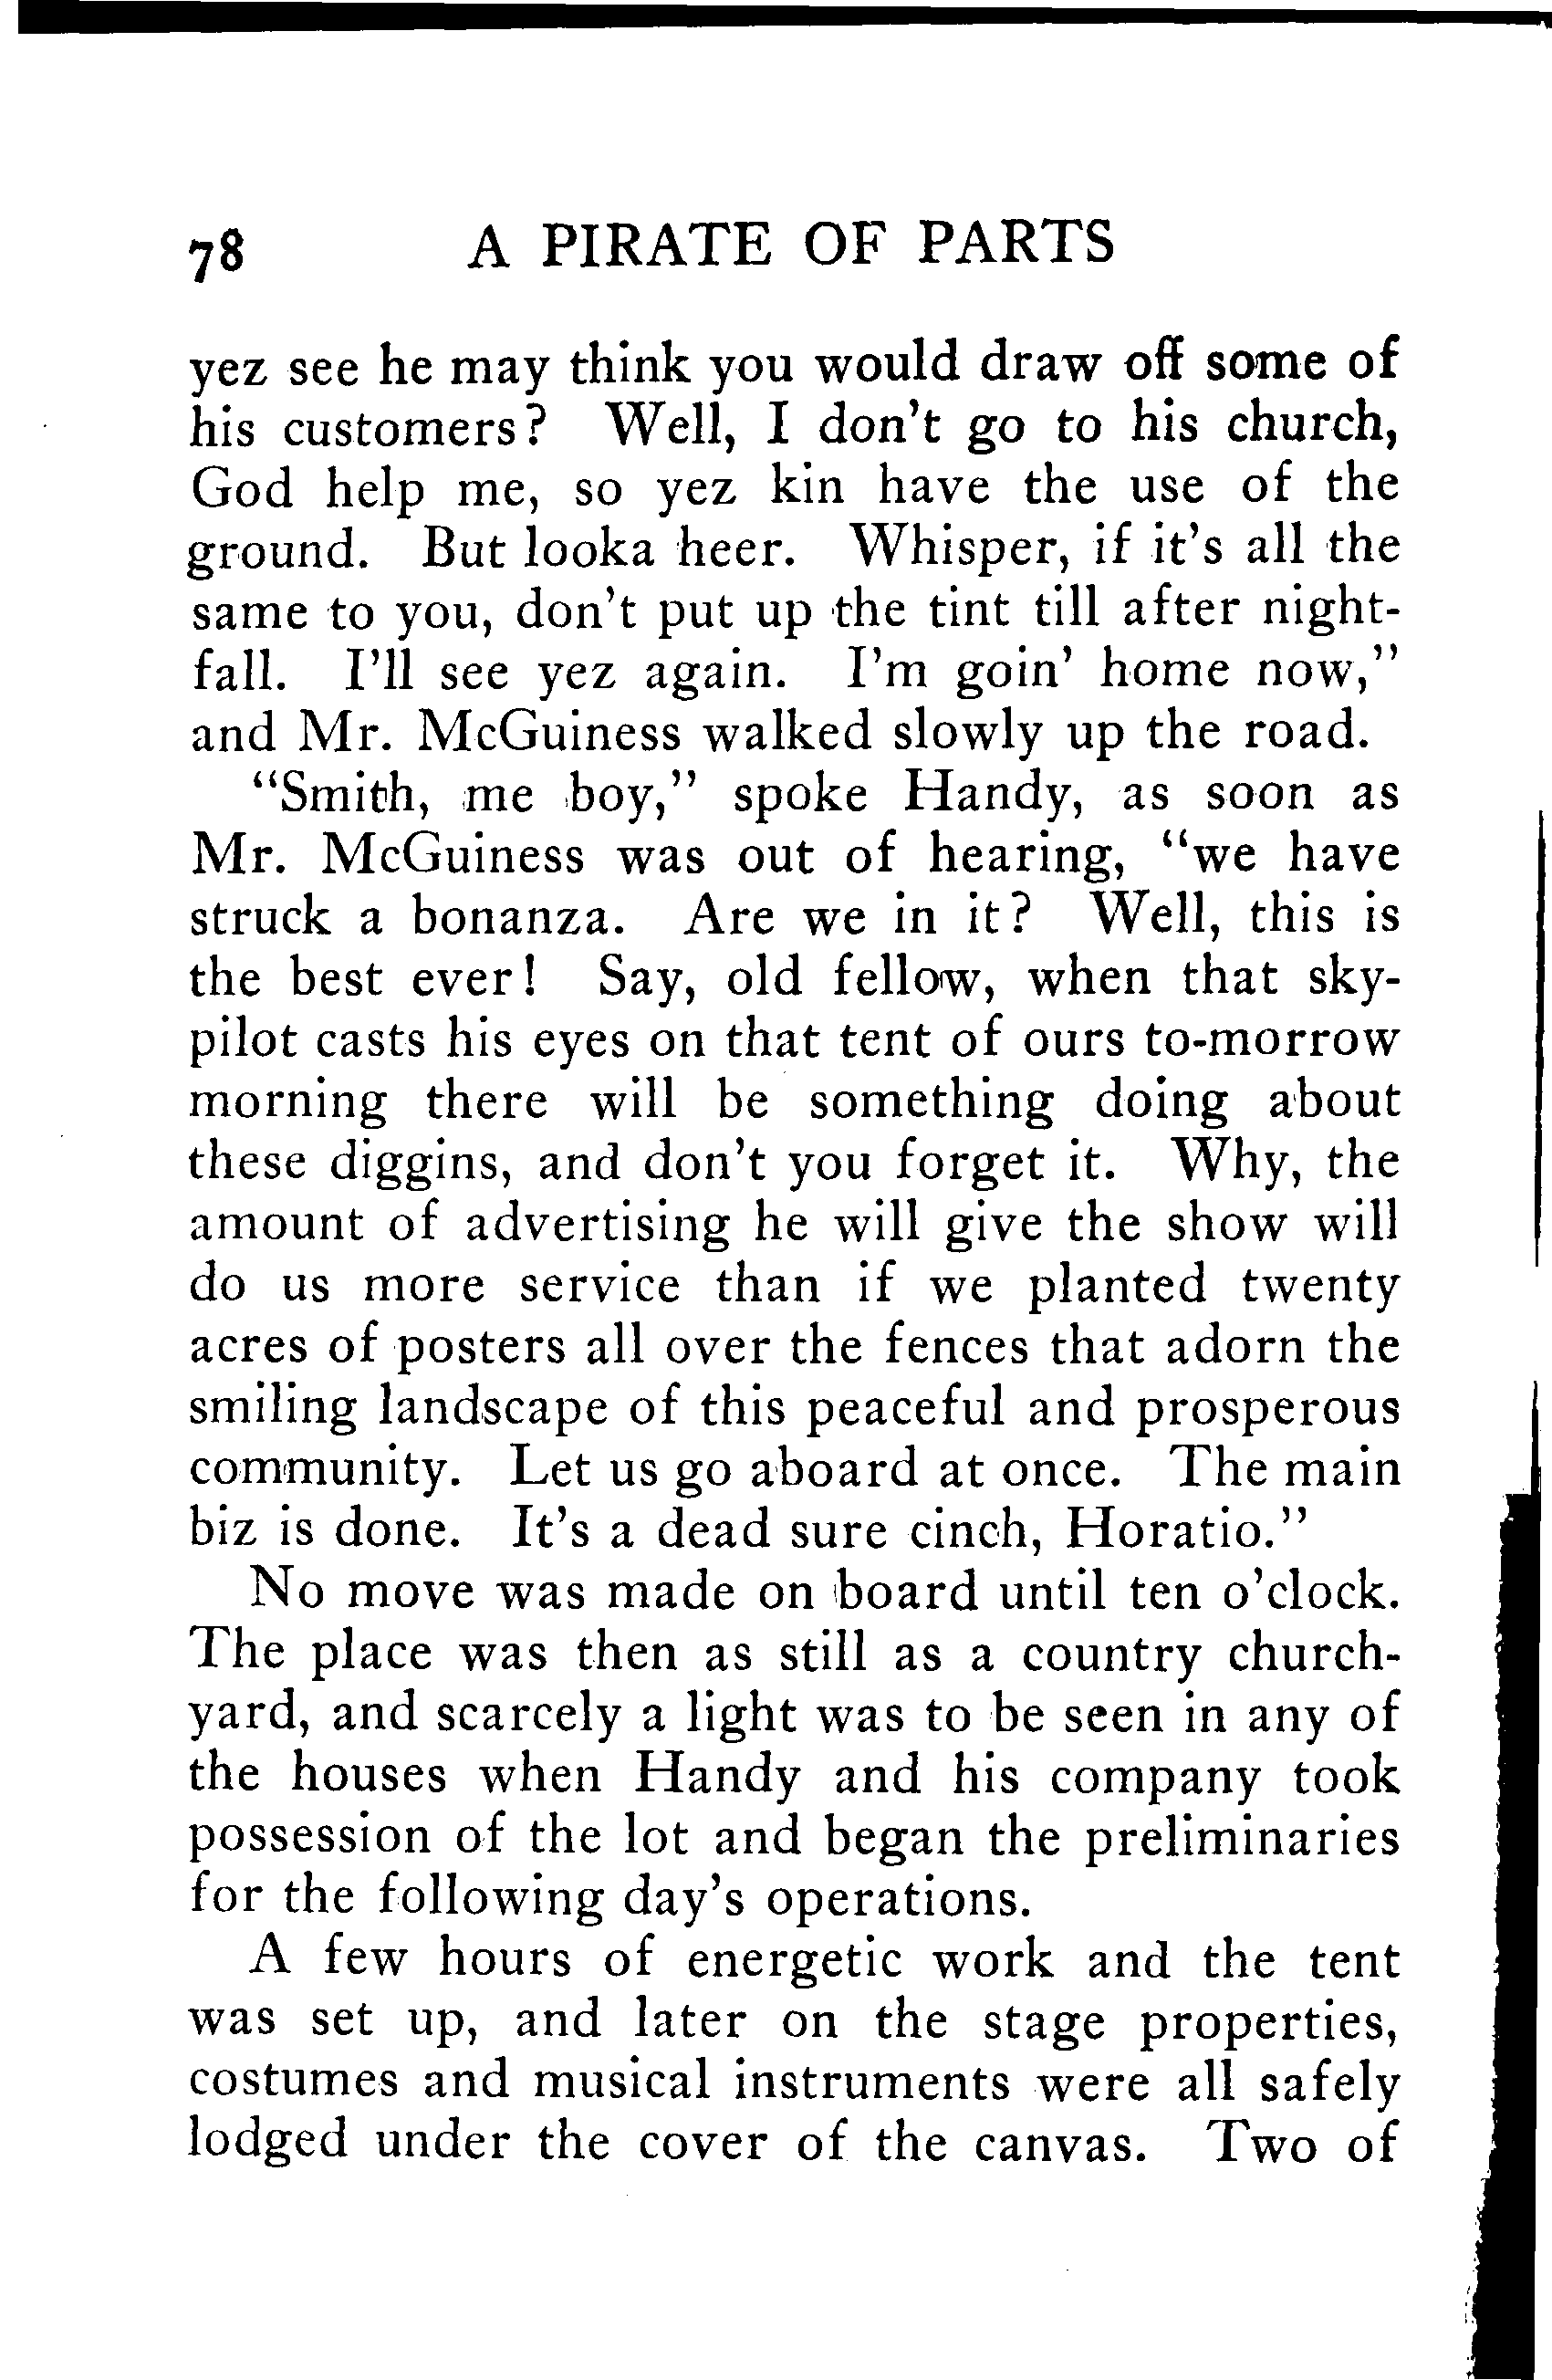 78 A PIRATE OF PARTS
yez see he may think you would draw off some of
his customers? Well, I don't go to his church,
God help me, so yez kin have the use of the
ground. But looka heer. Whisper, if it's all the
same to you, don't put up the tint till after night-
fall. I'll see yez again. I'm goin' home now,"
and Mr. McGuiness walked slowly up the road.
"Smith, me boy," spoke Handy, as soon as
Mr. McGuiness was out of hearing, "we have
struck a bonanza. Are we in it? Well, this is
the best ever! Say, old fellow, when that sky-
pilot casts his eyes on that tent of ours to-morrow
morning there will be something doing about
these diggins, and don't you forget it. Why, the
amount of advertising he will give the show will
do us more service than if we planted twenty
acres of posters all over the fences that adorn the
smiling landscape of this peaceful and prosperous
community. Let us go aboard at once. The main
biz is done. It's a dead sure cinch, Horatio."
No move was made on board until ten o'clock.
The place was then as still as a country church-
yard, and scarcely a light was to be seen in any of
the houses when Handy and his company took
possession of the lot and began the preliminaries
for the following day's operations.
A few hours of energetic work and the tent
was set up, and later on the stage properties,
costumes and musical instruments were all safely
lodged under the cover of the canvas. Two of